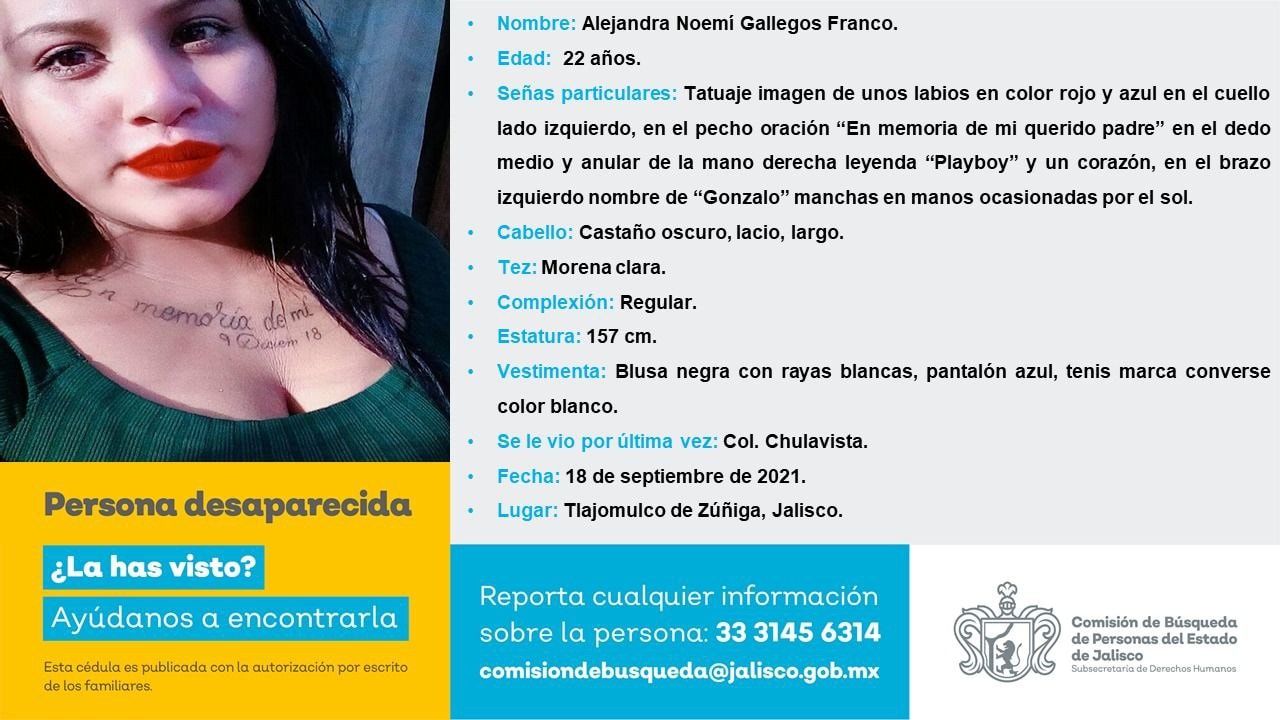 En memoria de mi
9 Diciem 18
Nombre: Alejandra Noemí Gallegos Franco.
Edad: 22 años.
Señas particulares: Tatuaje imagen de unos labios en color rojo y azul en el cuello
lado izquierdo, en el pecho oración “En memoria de mi querido padre” en el dedo
medio y anular de la mano derecha leyenda “Playboy” y un corazón, en el brazo
izquierdo nombre de “Gonzalo” manchas en manos ocasionadas por el sol.
Cabello: Castaño oscuro, lacio, largo.
Tez: Morena clara.
Complexión: Regular.
Estatura: 157 cm.
Vestimenta: Blusa negra con rayas blancas, pantalón azul, tenis marca converse
color blanco.
Se le vio por última vez: Col. Chulavista.
Fecha: 18 de septiembre de 2021.
Lugar: Tlajomulco de Zúñiga, Jalisco.
Persona desaparecida
¿La has visto?
Ayúdanos a encontrarla
Esta cédula es publicada con la autorización por escrito
de los familiares.
Reporta cualquier información
sobre la persona: 33 3145 6314
comisiondebusqueda@jalisco.gob.mx
Comisión de Búsqueda
de Personas del Estado
de Jalisco
Subsecretaría de Derechos Humanos